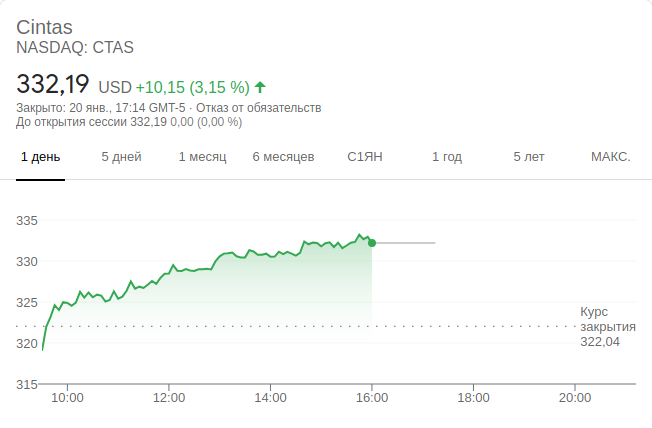 Cintas
NASDAQ: CTAS
332,19 USD +10,15 (3,15 %)
Закрыто: 20 янв., 17:14 GMT-5 · Отказ от обязательств
До открытия сессии 332,19 0,00 (0,00 %)
1 день 5 дней 1 месяц 6 месяцев С1ЯН 1 год 5 лет МАКС.
335
330
325
Курс
закрытия
322,04
320
315
10:00 12:00 14:00 16:00 18:00 20:00